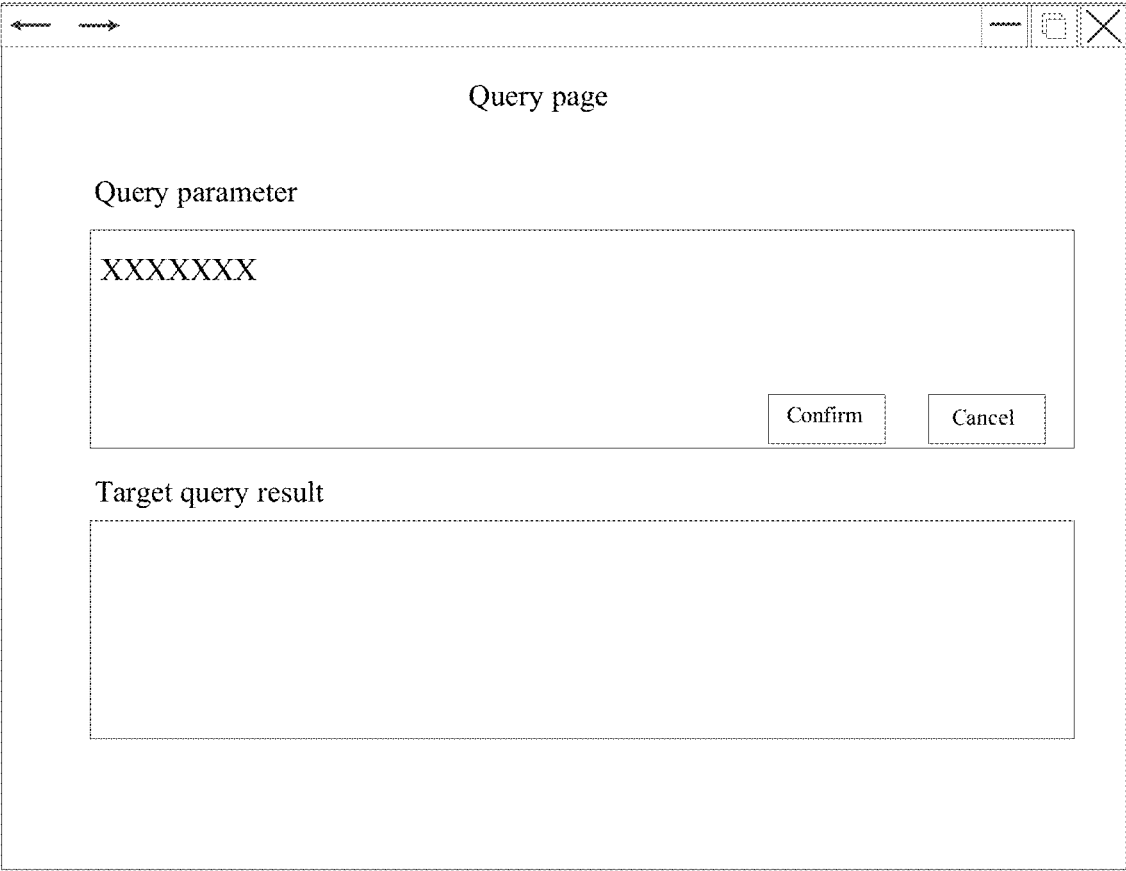 Query page
Query parameter
XXXXXXX
Confirm
Cancel
Target query result